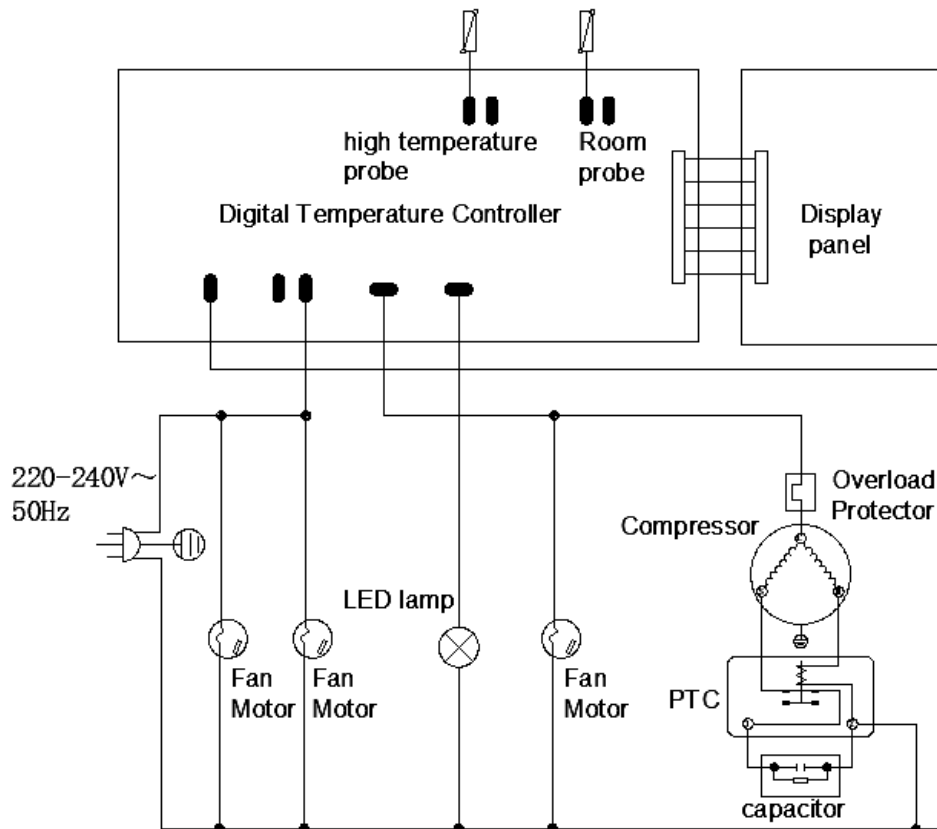 high temperature
probe
Room
probe
Digital Temperature Controller
Display
panel
220-240V～
50Hz
Overload
Protector
Compressor
LED lamp
Fan
Motor
Fan
Motor
Fan
Motor
PTC
capacitor